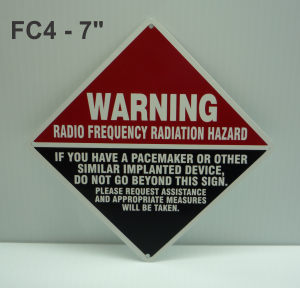 FC4 - 7"
WARNING
RADIO FREQUENCY RADIATION HAZARD
IF YOU HAVE A PACEMAKER OR OTHER
SIMILAR IMPLANTED DEVICE,
DO NOT GO BEYOND THIS SIGN.
PLEASE REQUEST ASSISTANCE
AND APPROPRIATE MEASURES
WILL BE TAKEN.